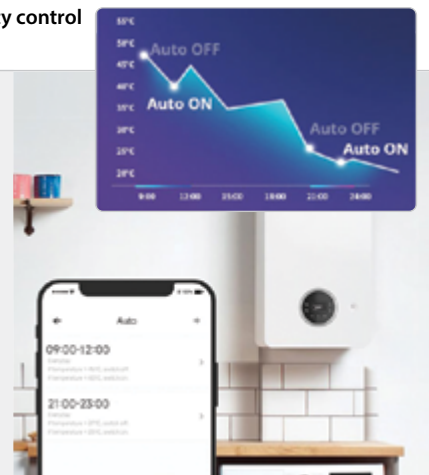 y control
55°C
50°C
45°C
40°C
35°C
30°C
25°C
20°C
Auto OFF
Auto ON
Auto OFF
Auto ON
9:00 12:00 15:00 18:00 21:00 24:00
Auto
09:00-12:00
21:00-23:00